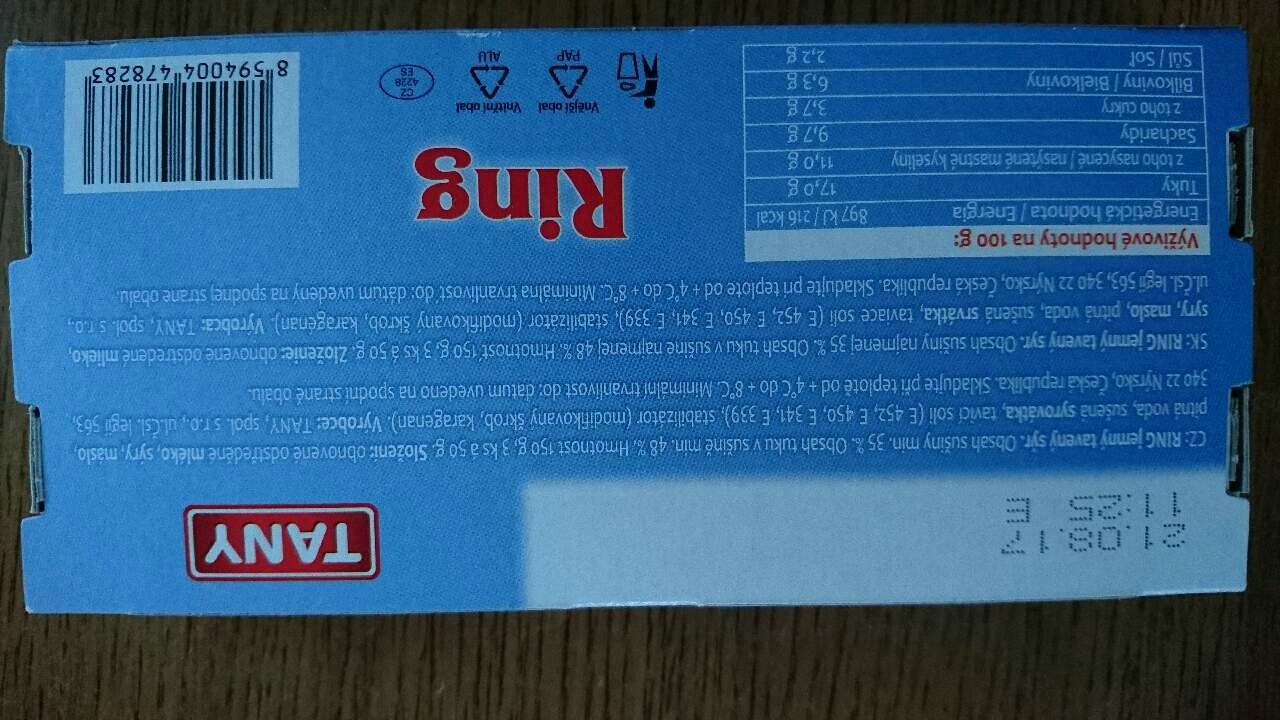 21.08.17
11:25 E
TANY
CZ: RING jemný tavený sýr. Obsah sušiny min. 35 %. Obsah tuku v sušině min. 48 %. Hmotnost 150 g, 3 ks á 50 g. Složení: obnovené odstředěné mléko, sýry, máslo,
pitná voda, sušená syrovátka, tavicí soli (E 452, E 450, E 341, E 339), stabilizátor (modifikovaný škrob, karagenan). Výrobce: TANY, spol. s r.o., ul.Čsl. legií 563,
340 22 Nýrsko, Česká republika. Skladujte při teplotě od + 4°C do + 8°C. Minimální trvanlivost do: datum uvedeno na spodní straně obalu.
SK: RING jemný tavený syr. Obsah sušiny najmenej 35 %. Obsah tuku v sušine najmenej 48 %. Hmotnosť 150 g, 3 ks á 50 g. Zloženie: obnovené odstredené mlieko,
syry, maslo, pitná voda, sušená srvátka, taviace soli (E 452, E 450, E 341, E 339), stabilizátor (modifikovaný škrob, karagenan). Výrobca: TANY, spol. s r.o.,
ul.Čsl. legií 563, 340 22 Nýrsko, Česká republika. Skladujte pri teplote od + 4°C do + 8°C. Minimálna trvanlivosť do: dátum uvedený na spodnej strane obalu.
Výživové hodnoty na 100 g:
Energetická hodnota / Energia 897 kJ / 216 kcal
Tuky 17,0 g
z toho nasycené / nasýtené mastné kyseliny 11,0 g
Sacharidy 9,7 g
z toho cukry 3,7 g
Bílkoviny / Bielkoviny 6,3 g
Sůl / Soľ 2,2 g
Ring
Vnější obal
PAP
Vnitřní obal
ALU
CZ
4228
ES
8 594004 478283